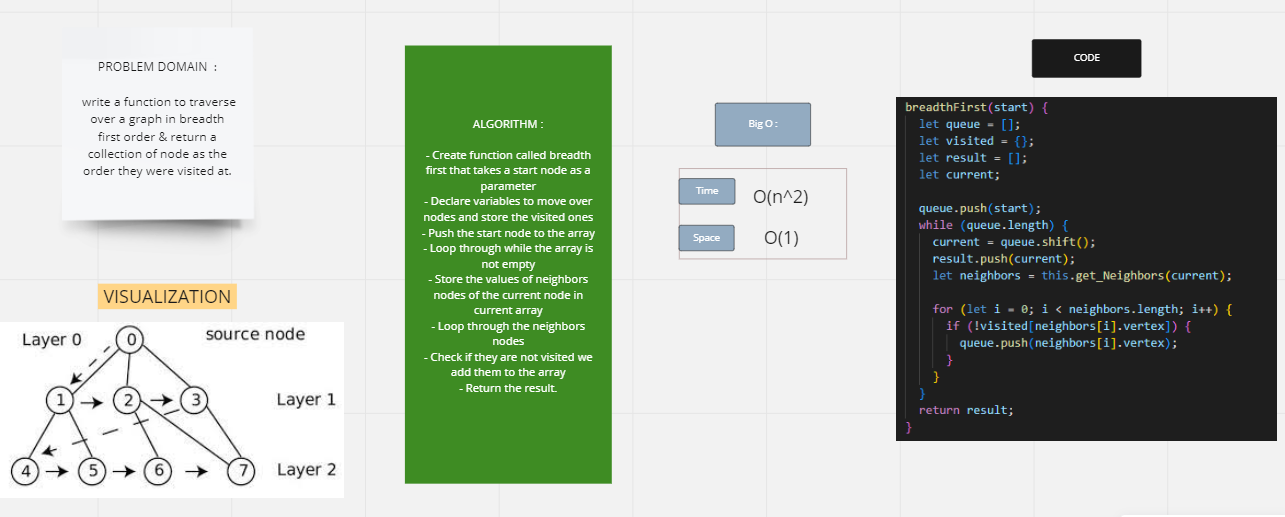 PROBLEM DOMAIN :
write a function to traverse
over a graph in breadth
first order & return a
collection of node as the
order they were visited at.
VISUALIZATION
Layer 0
0
source node
1
2
3
Layer 1
4
5
6
7
Layer 2
ALGORITHM :
- Create function called breadth
first that takes a start node as a
parameter
- Declare variables to move over
nodes and store the visited ones
- Push the start node to the array
- Loop through while the array is
not empty
- Store the values of neighbors
nodes of the current node in
current array
- Loop through the neighbors
nodes
- Check if they are not visited we
add them to the array
- Return the result.
Big O :
Time
O(n^2)
Space
O(1)
CODE
breadthFirst(start) {
let queue = [];
let visited = {};
let result = [];
let current;
queue.push(start);
while (queue.length) {
current = queue.shift();
result.push(current);
let neighbors = this.get_Neighbors(current);
for (let i = 0; i < neighbors.length; i++) {
if (!visited[neighbors[i].vertex]) {
queue.push(neighbors[i].vertex);
}
}
}
return result;
}